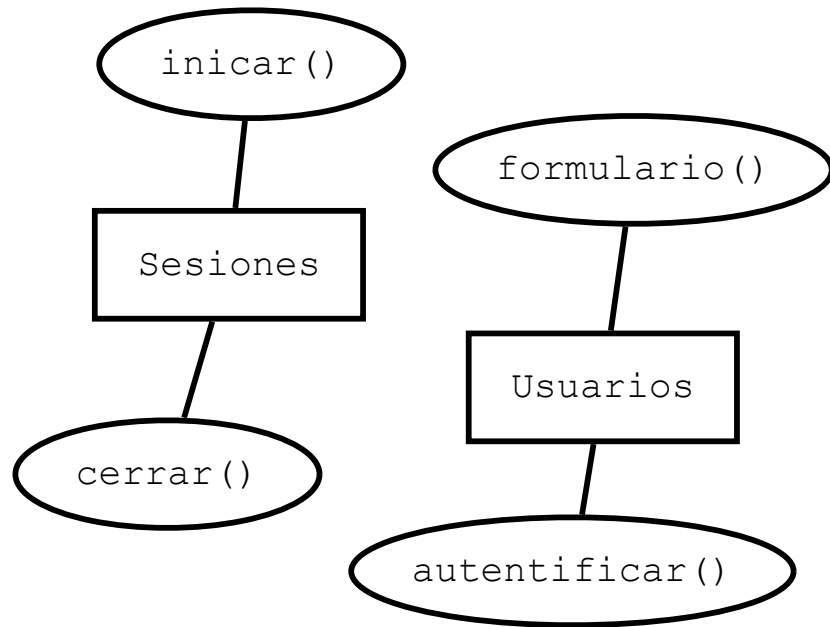 inicar()
formulario()
Sesiones
Usuarios
cerrar()
autentificar()